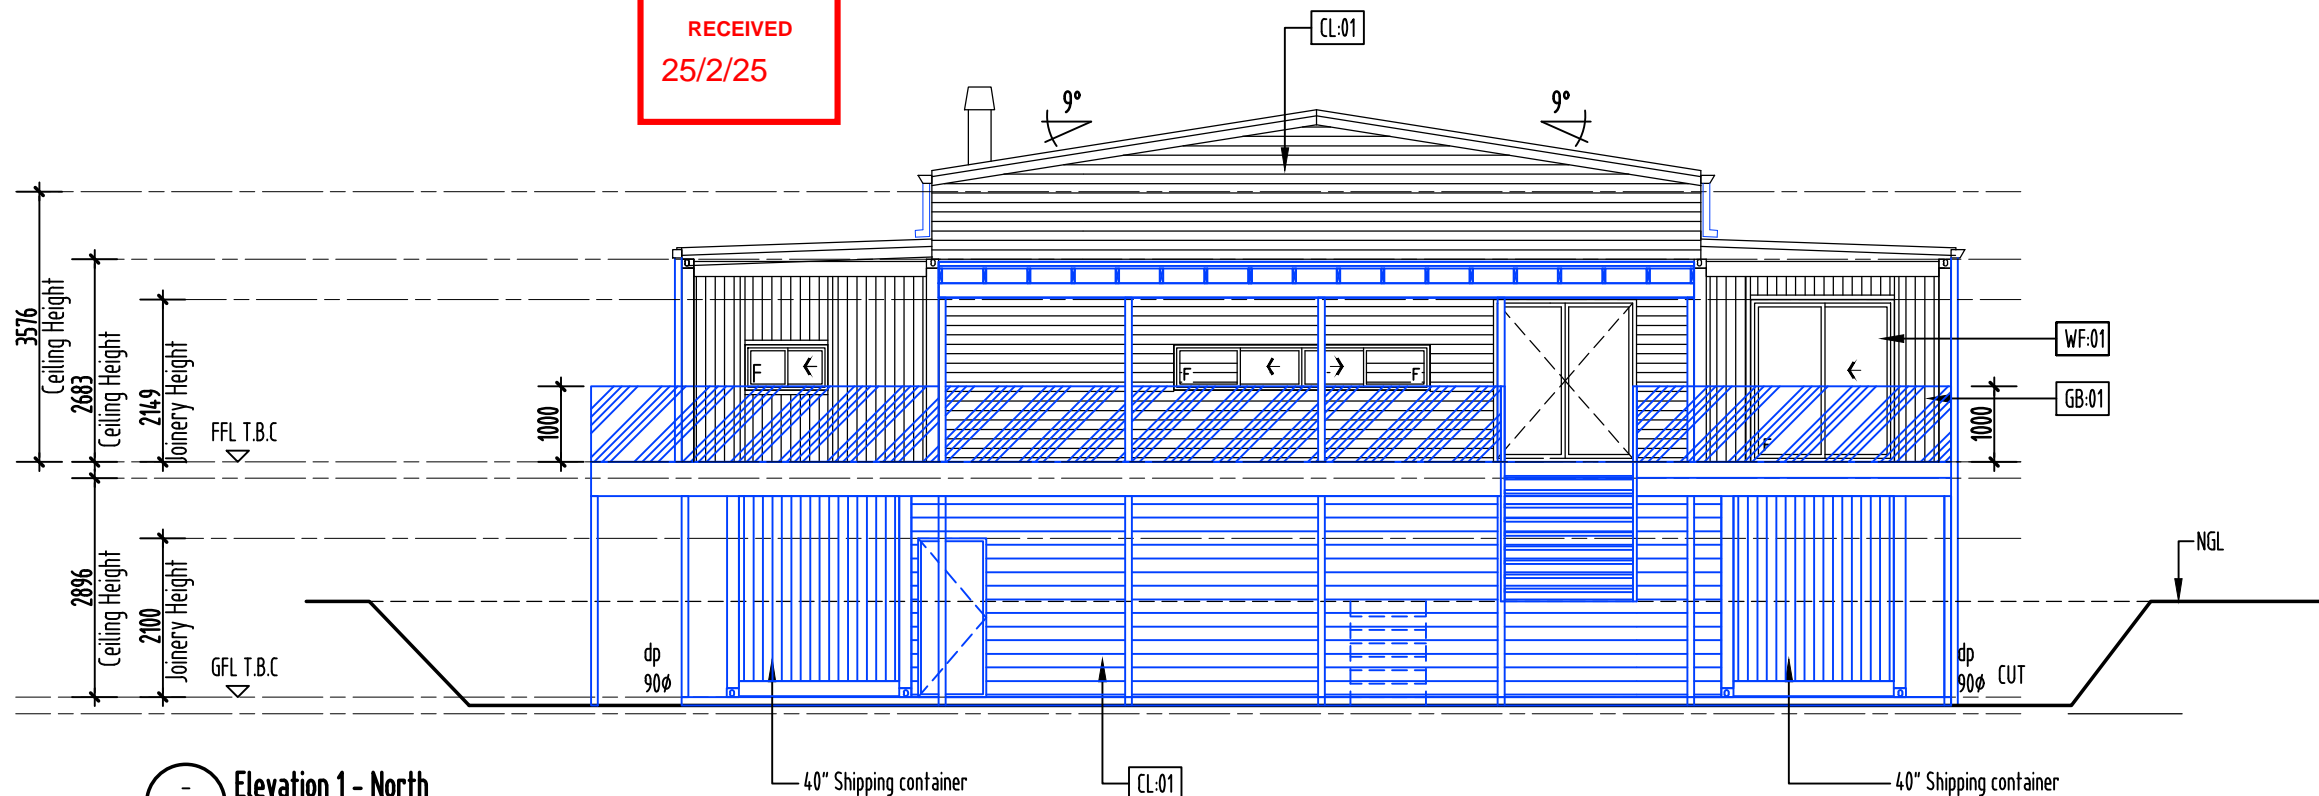 RECEIVED
25/2/25
CL:01
9°
9°
3576
Ceiling Height
2683
Ceiling Height
2149
Joinery Height
FFL T.B.C
1000
F
F
F
F
1000
WF:01
GB:01
2896
Ceiling Height
2100
Joinery Height
GFL T.B.C
NGL
dp
90Ø
dp
90Ø
CUT
40" Shipping container
CL:01
40" Shipping container
-
Elevation 1 - North